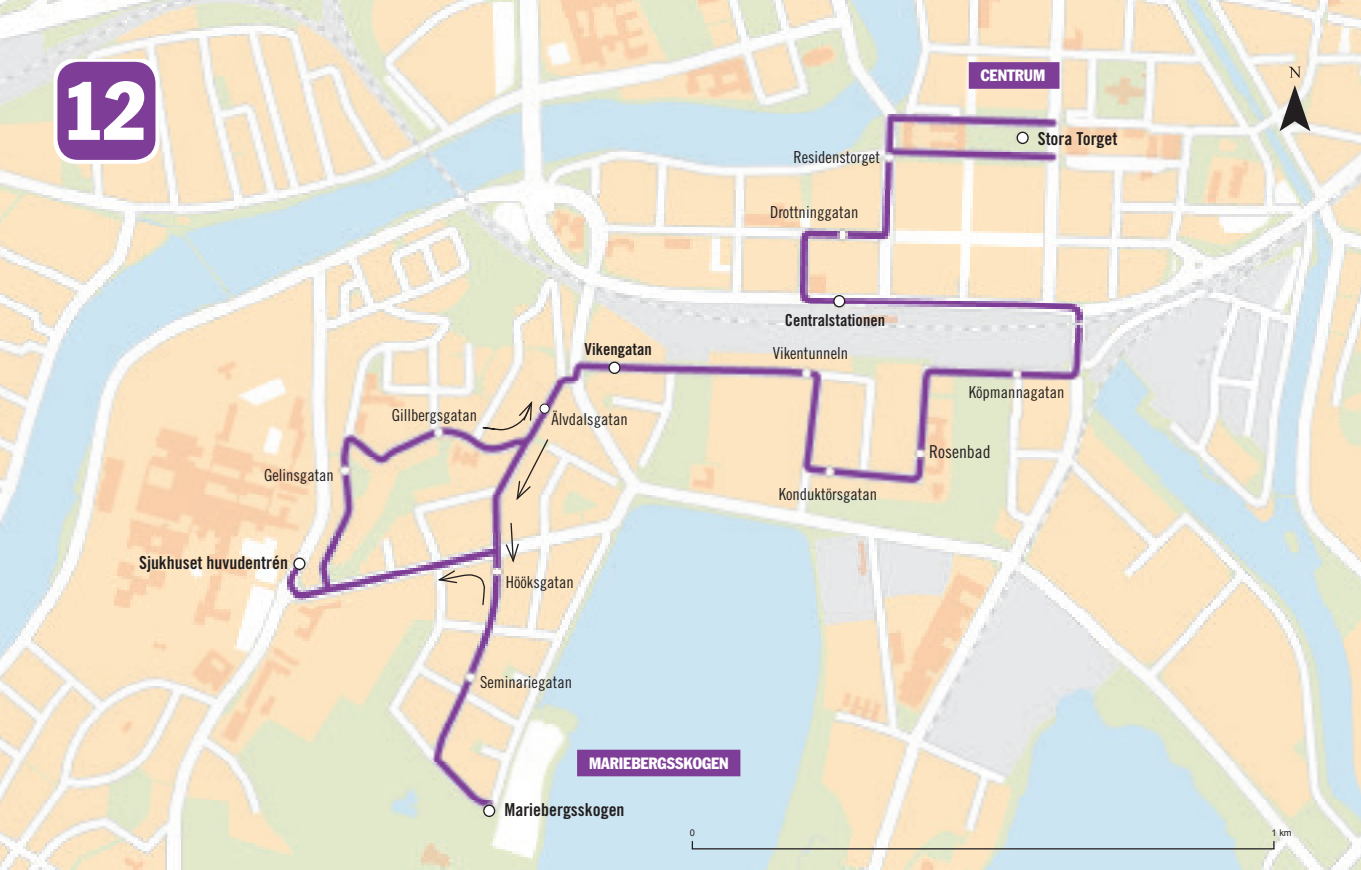 12
CENTRUM
N
Stora Torget
Residenstorget
Drottninggatan
Centralstationen
Vikengatan
Vikentunneln
Köpmannagatan
Gillbergsgatan
Älvdalsgatan
Rosenbad
Gelinsgatan
Konduktörsgatan
Sjukhuset huvudentrén
Hööksgatan
Seminariegatan
MARIEBERGSSKOGEN
Mariebergsskogen
0
1 km